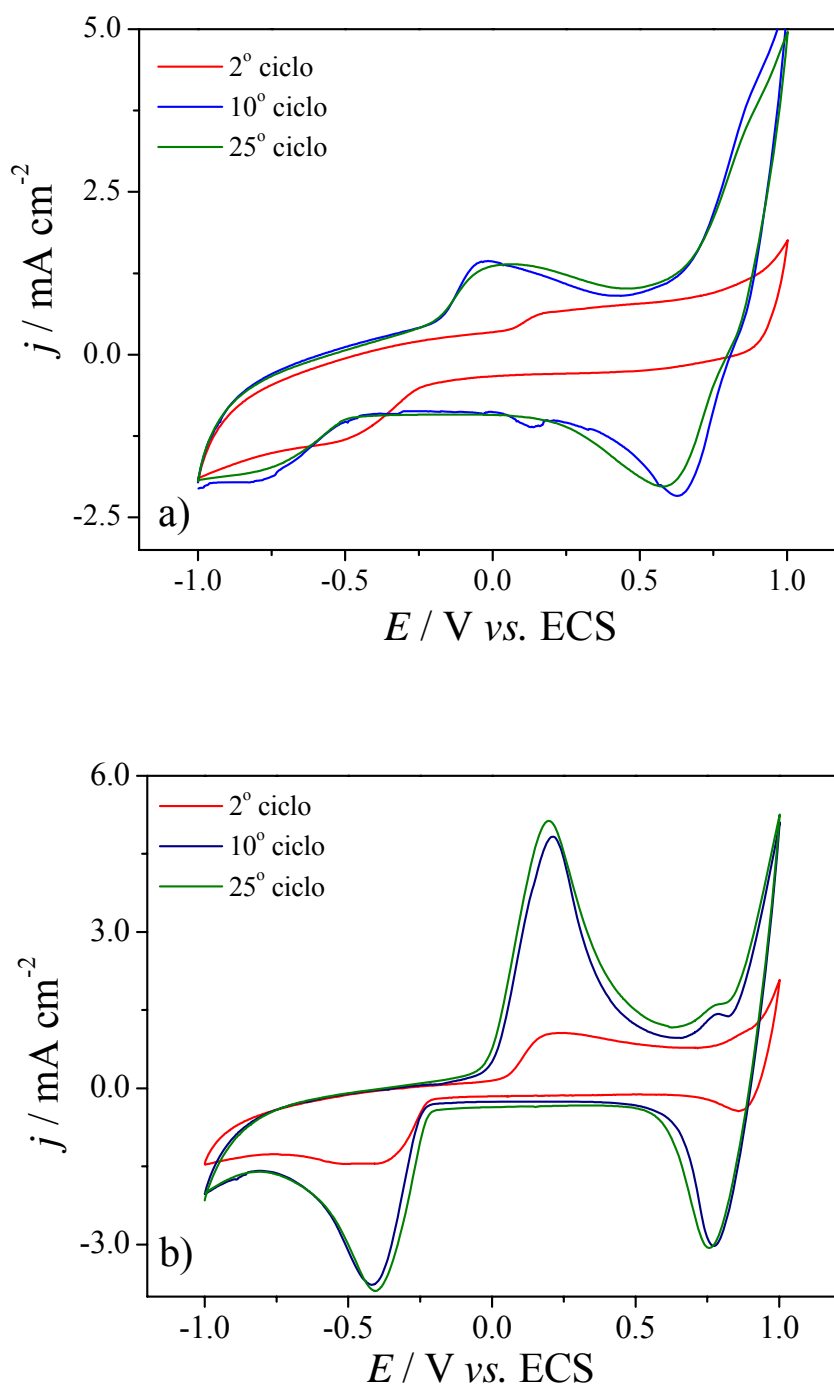 5.0
2º ciclo
10º ciclo
25º ciclo
2.5
j / mA cm⁻²
0.0
-2.5
a)
-1.0 -0.5 0.0 0.5 1.0
E / V vs. ECS
6.0
2º ciclo
10º ciclo
25º ciclo
3.0
j / mA cm⁻²
0.0
-3.0
b)
-1.0 -0.5 0.0 0.5 1.0
E / V vs. ECS